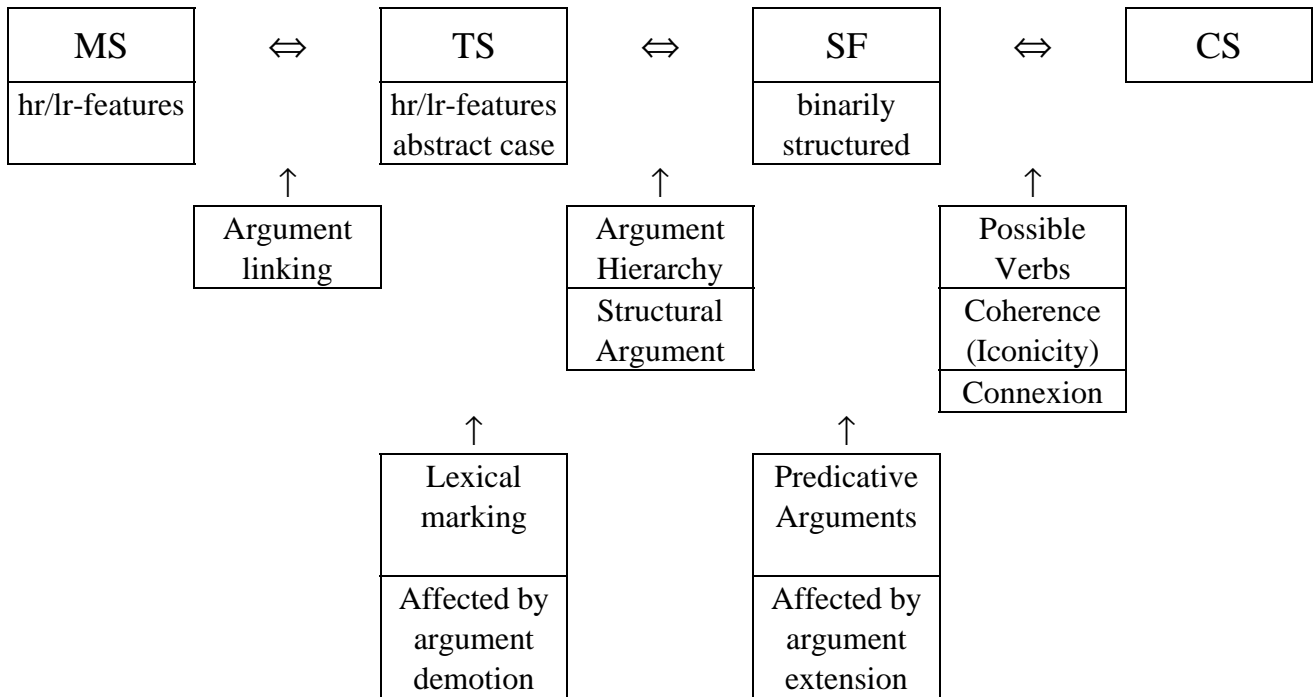 MS ⇔ TS ⇔ SF ⇔ CS
hr/lr-features
hr/lr-features
abstract case
binarily
structured
↑ ↑ ↑
Argument
linking
Argument
Hierarchy
Structural
Argument
Possible
Verbs
Coherence
(Iconicity)
Connexion
↑ ↑
Lexical
marking
Affected by
argument
demotion
Predicative
Arguments
Affected by
argument
extension